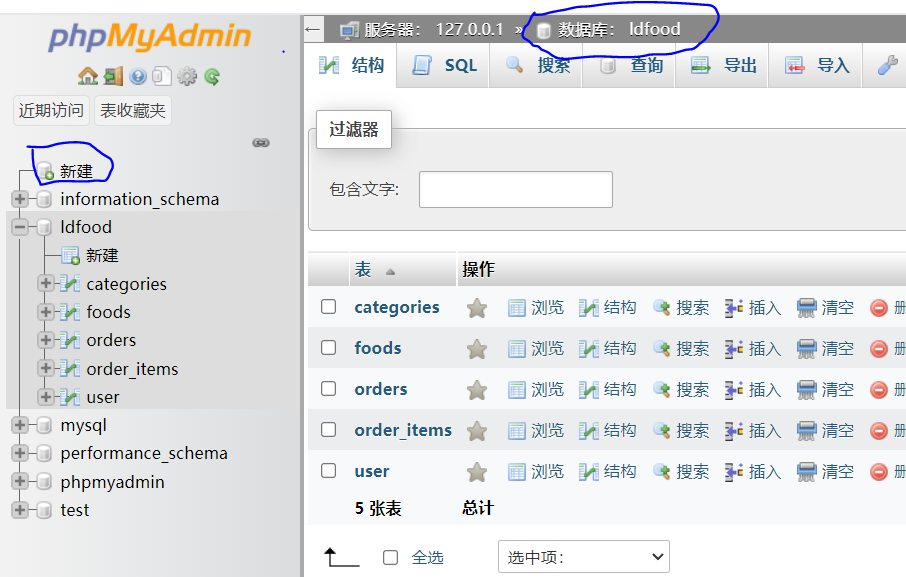 phpMyAdmin
近期访问 表收藏夹
新建
information_schema
ldfood
新建
categories
foods
orders
order_items
user
mysql
performance_schema
phpmyadmin
test
服务器: 127.0.0.1 » 数据库: ldfood
结构 SQL 搜索 查询 导出 导入
过滤器
包含文字:
表 操作
categories 浏览 结构 搜索 插入 清空 删
foods 浏览 结构 搜索 插入 清空 删
orders 浏览 结构 搜索 插入 清空 删
order_items 浏览 结构 搜索 插入 清空 删
user 浏览 结构 搜索 插入 清空 删
5 张表 总计
全选 选中项: